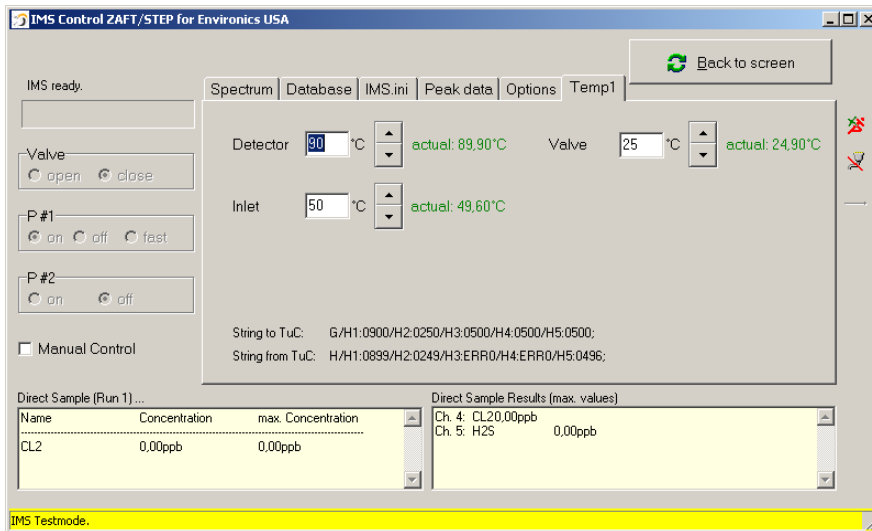 IMS Control ZAFT/STEP for Environics USA
Back to screen
IMS ready.
Spectrum Database IMS.ini Peak data Options Temp1
Detector 90 °C actual: 89,90°C Valve 25 °C actual: 24,90°C
Valve
open close
Inlet 50 °C actual: 49,60°C
P #1
on off fast
P #2
on off
String to TuC: G/H1:0900/H2:0250/H3:0500/H4:0500/H5:0500;
Manual Control
String from TuC: H/H1:0899/H2:0249/H3:ERR0/H4:ERR0/H5:0496;
Direct Sample (Run 1) ...
Name Concentration max. Concentration
CL2 0,00ppb 0,00ppb
Direct Sample Results (max. values)
Ch. 4: CL20,00ppb
Ch. 5: H2S 0,00ppb
IMS Testmode.